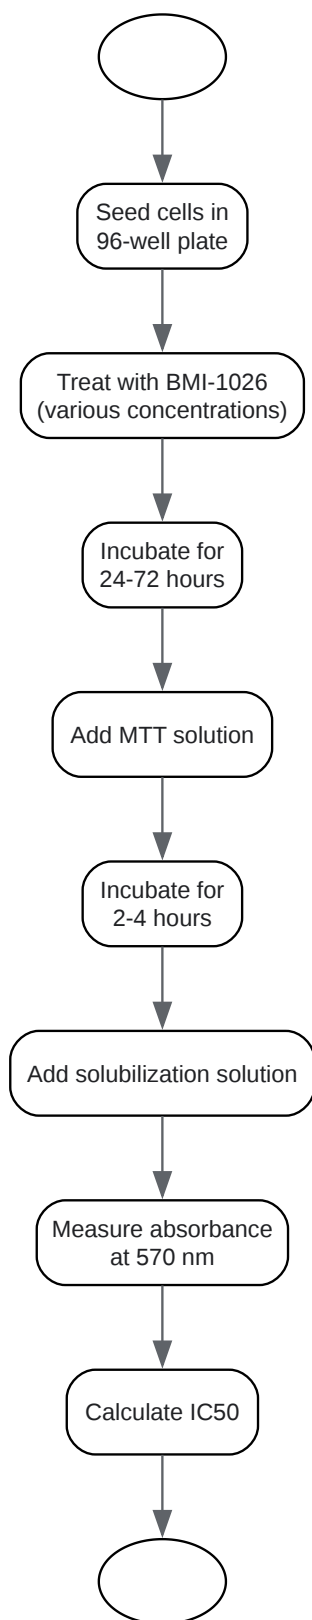 Seed cells in
96-well plate
Treat with BMI-1026
(various concentrations)
Incubate for
24-72 hours
Add MTT solution
Incubate for
2-4 hours
Add solubilization solution
Measure absorbance
at 570 nm
Calculate IC50